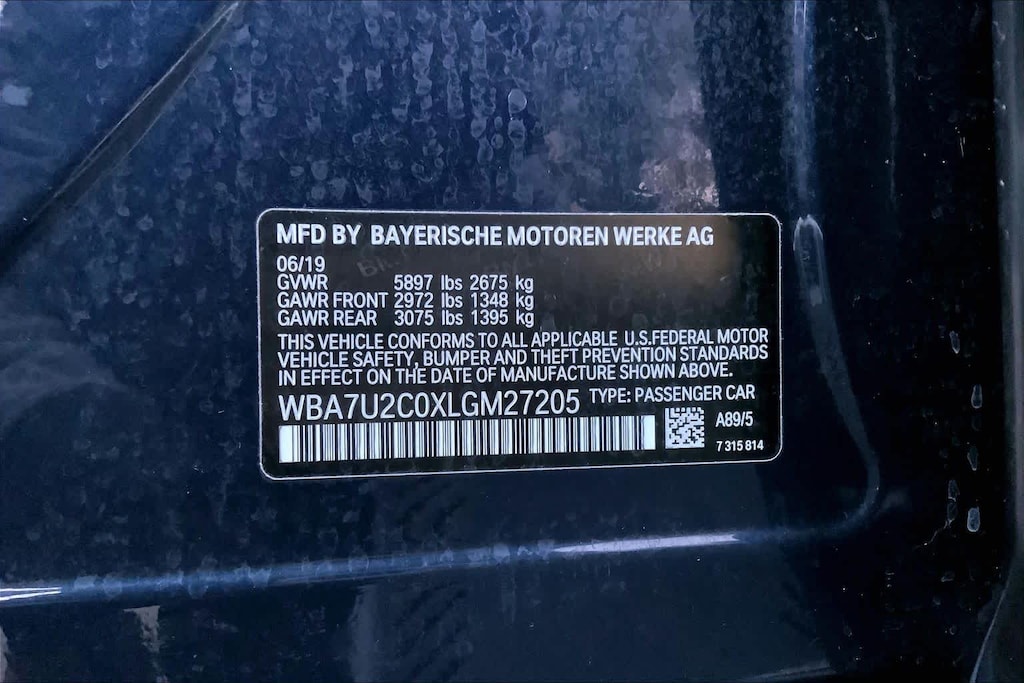 MFD BY BAYERISCHE MOTOREN WERKE AG
06/19
GVWR 5897 lbs 2675 kg
GAWR FRONT 2972 lbs 1348 kg
GAWR REAR 3075 lbs 1395 kg
THIS VEHICLE CONFORMS TO ALL APPLICABLE U.S.FEDERAL MOTOR
VEHICLE SAFETY, BUMPER AND THEFT PREVENTION STANDARDS
IN EFFECT ON THE DATE OF MANUFACTURE SHOWN ABOVE.
WBA7U2C0XLGM27205 TYPE: PASSENGER CAR
A89/5
7 315 814